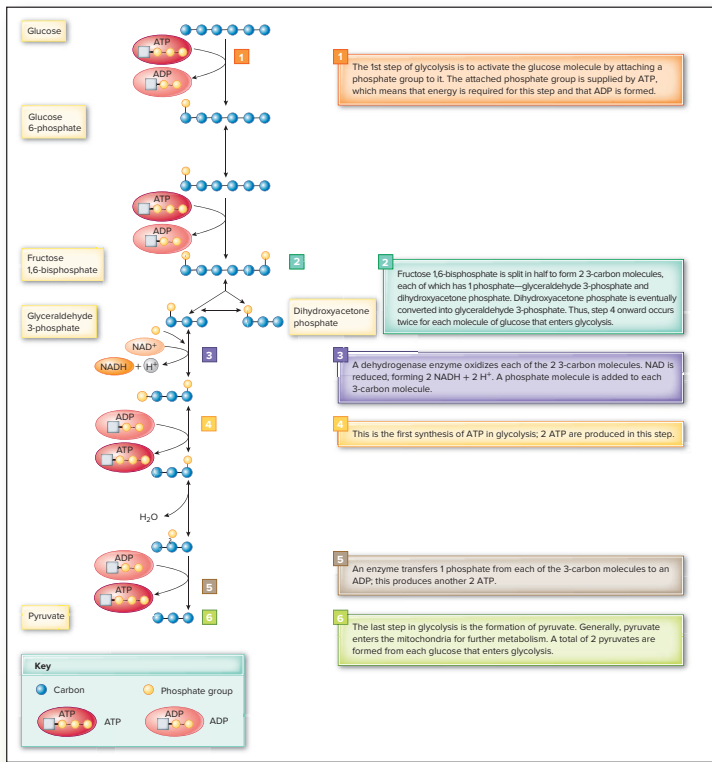 Glucose
ATP
ADP
1
1
The 1st step of glycolysis is to activate the glucose molecule by attaching a
phosphate group to it. The attached phosphate group is supplied by ATP,
which means that energy is required for this step and that ADP is formed.
Glucose
6-phosphate
ATP
ADP
Fructose
1,6-bisphosphate
2
2
Fructose 1,6-bisphosphate is split in half to form 2 3-carbon molecules,
each of which has 1 phosphate—glyceraldehyde 3-phosphate and
dihydroxyacetone phosphate. Dihydroxyacetone phosphate is eventually
converted into glyceraldehyde 3-phosphate. Thus, step 4 onward occurs
twice for each molecule of glucose that enters glycolysis.
Glyceraldehyde
3-phosphate
Dihydroxyacetone
phosphate
NAD⁺
NADH + H⁺
3
3
A dehydrogenase enzyme oxidizes each of the 2 3-carbon molecules. NAD is
reduced, forming 2 NADH + 2 H⁺. A phosphate molecule is added to each
3-carbon molecule.
ADP
ATP
4
4
This is the first synthesis of ATP in glycolysis; 2 ATP are produced in this step.
H₂O
ADP
ATP
5
5
An enzyme transfers 1 phosphate from each of the 3-carbon molecules to an
ADP; this produces another 2 ATP.
Pyruvate
6
6
The last step in glycolysis is the formation of pyruvate. Generally, pyruvate
enters the mitochondria for further metabolism. A total of 2 pyruvates are
formed from each glucose that enters glycolysis.
Key
Carbon
Phosphate group
ATP
ATP
ADP
ADP